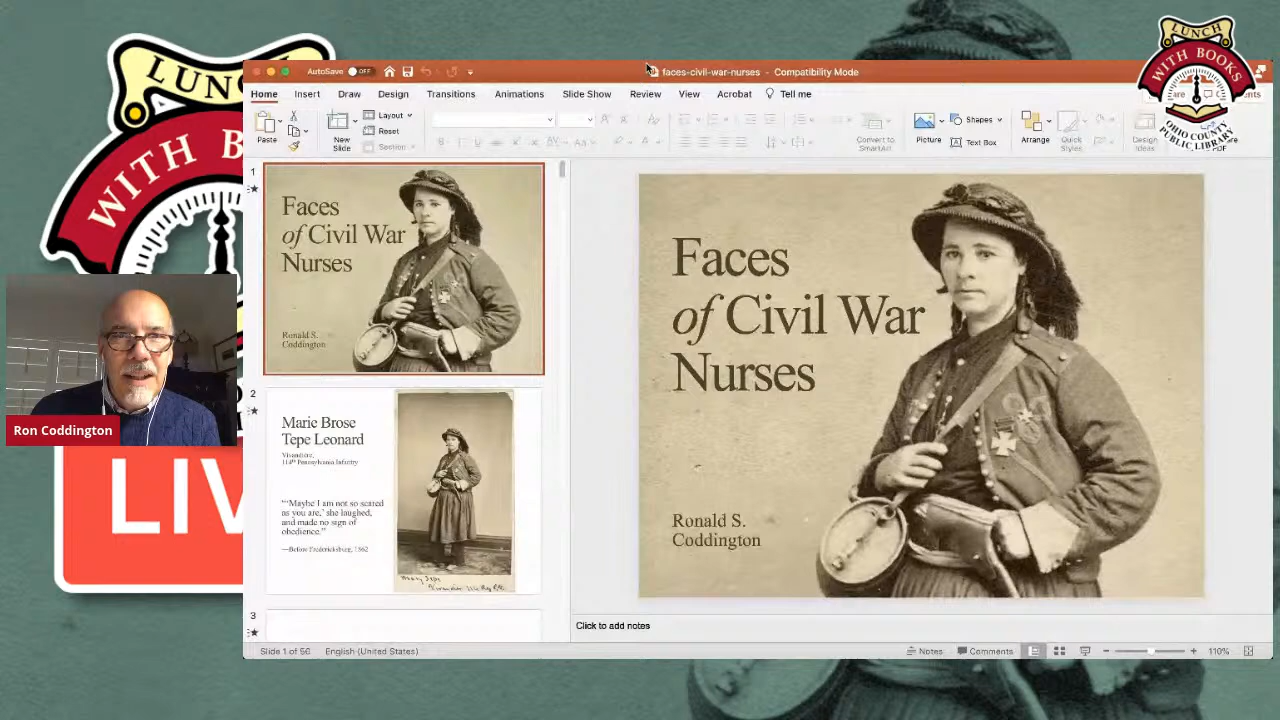 LUNCH
WITH BOOKS
OHIO COUNTY
PUBLIC LIBRARY
LIV
Ron Coddington
AutoSave OFF
faces-civil-war-nurses - Compatibility Mode
Home Insert Draw Design Transitions Animations Slide Show Review View Acrobat Tell me
Paste
New
Slide
Layout
Reset
Section
Convert to
SmartArt
Picture
Shapes
Text Box
Arrange
Quick
Styles
Design
Ideas
1
Faces
of Civil War
Nurses
Ronald S.
Coddington
2
Marie Brose
Tepe Leonard
Vivandière,
114th Pennsylvania Infantry
“‘Maybe I am not so scared
as you are,’ she laughed,
and made no sign of
obedience.”
—Before Fredericksburg, 1862
3
Faces
of Civil War
Nurses
Ronald S.
Coddington
Click to add notes
Slide 1 of 56 English (United States) Notes Comments 110%